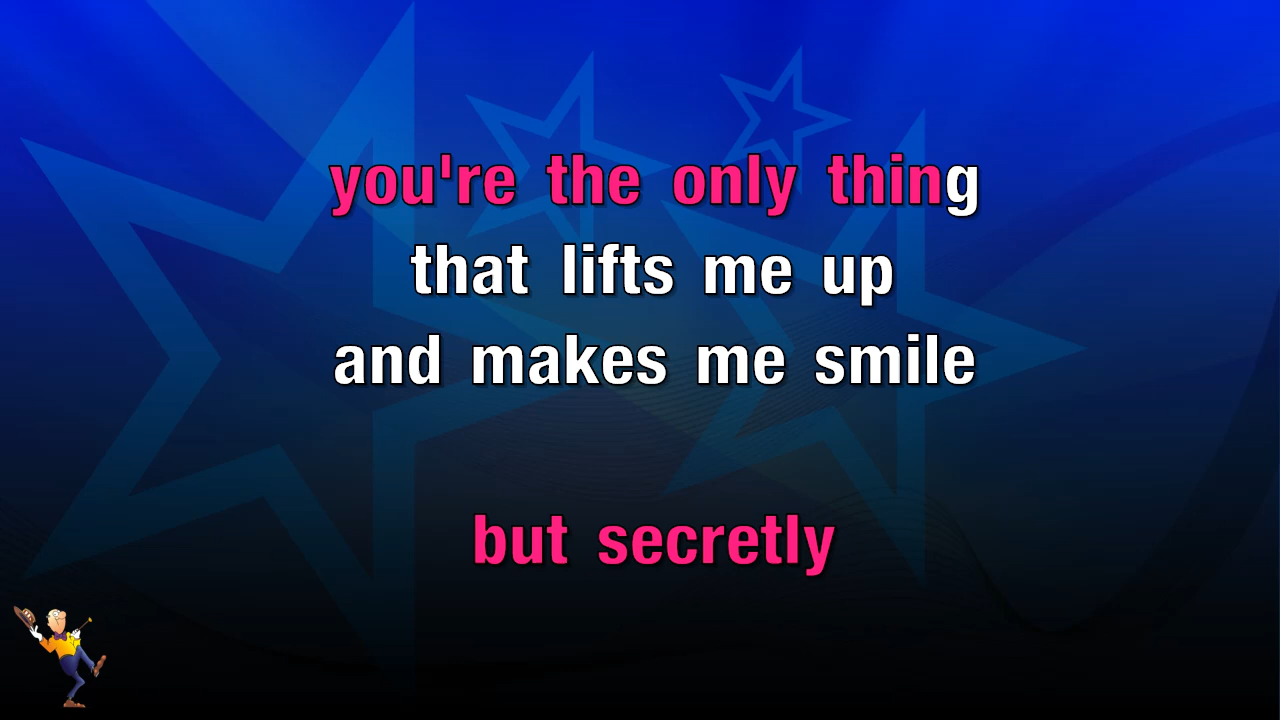 you're the only thing
that lifts me up
and makes me smile
but secretly